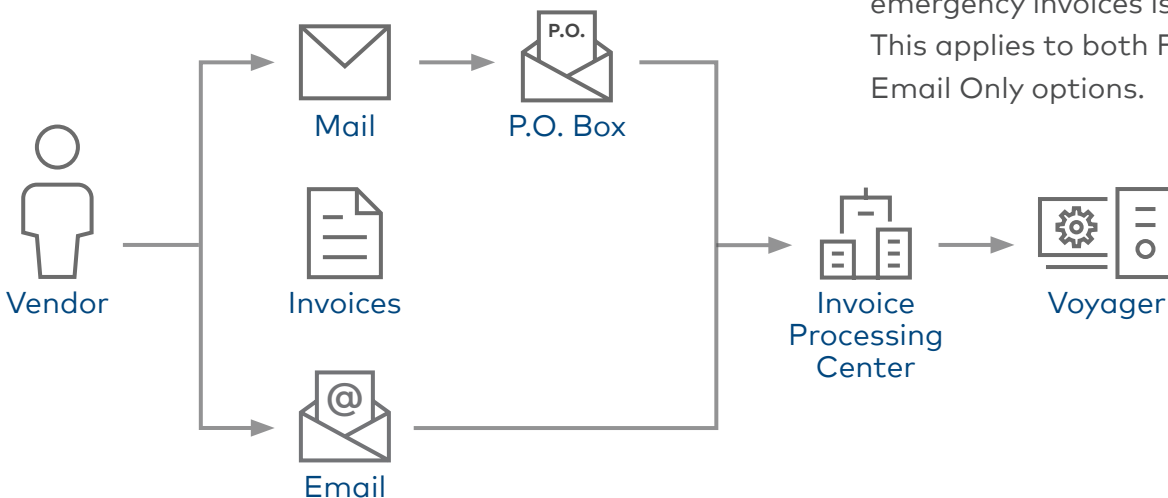 emergency invoices is
This applies to both
Email Only options.
P.O.
Mail
P.O. Box
Vendor
Invoices
Invoice
Processing
Center
Voyager
@
Email